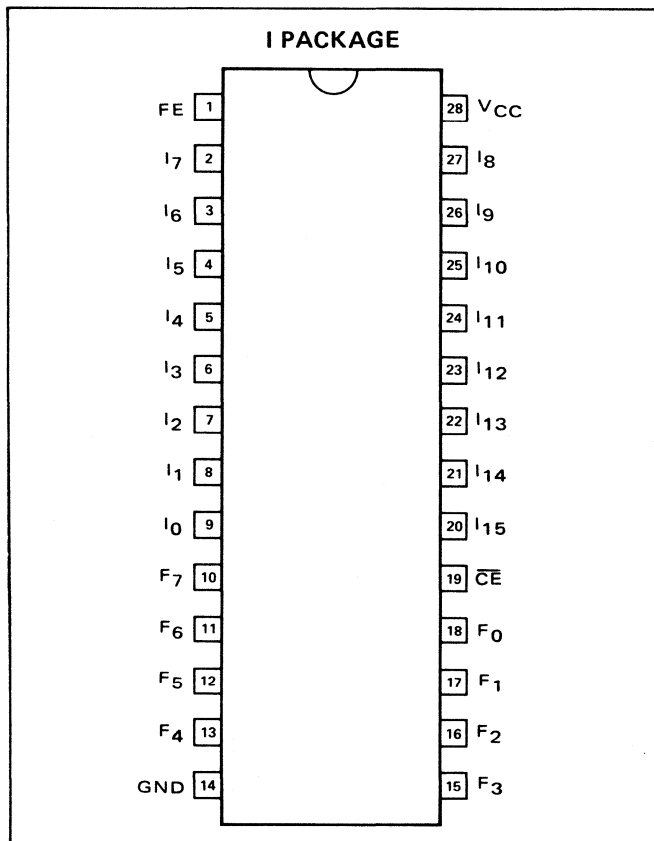 I PACKAGE
FE 1 28 VCC
I7 2 27 I8
I6 3 26 I9
I5 4 25 I10
I4 5 24 I11
I3 6 23 I12
I2 7 22 I13
I1 8 21 I14
I0 9 20 I15
F7 10 19 C̅E̅
F6 11 18 F0
F5 12 17 F1
F4 13 16 F2
GND 14 15 F3